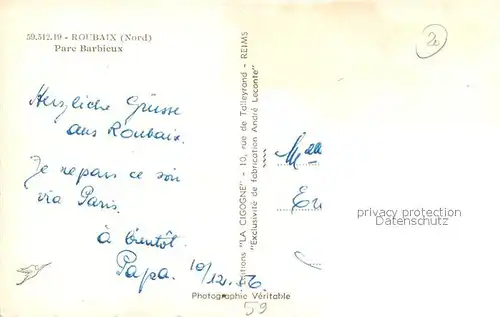 59.512.19 - ROUBAIX (Nord)
Parc Barbieux
Herzliche Grüsse
aus Roubaix.
Je repars ce soir
via Paris.
à bientôt.
Papa. 10/12.56
Editions "LA CIGOGNE" - 10, rue de Talleyrand - REIMS
"Exclusivité de fabrication André Leconte"
Photographie Véritable
59
Melle
privacy protection
Datenschutz